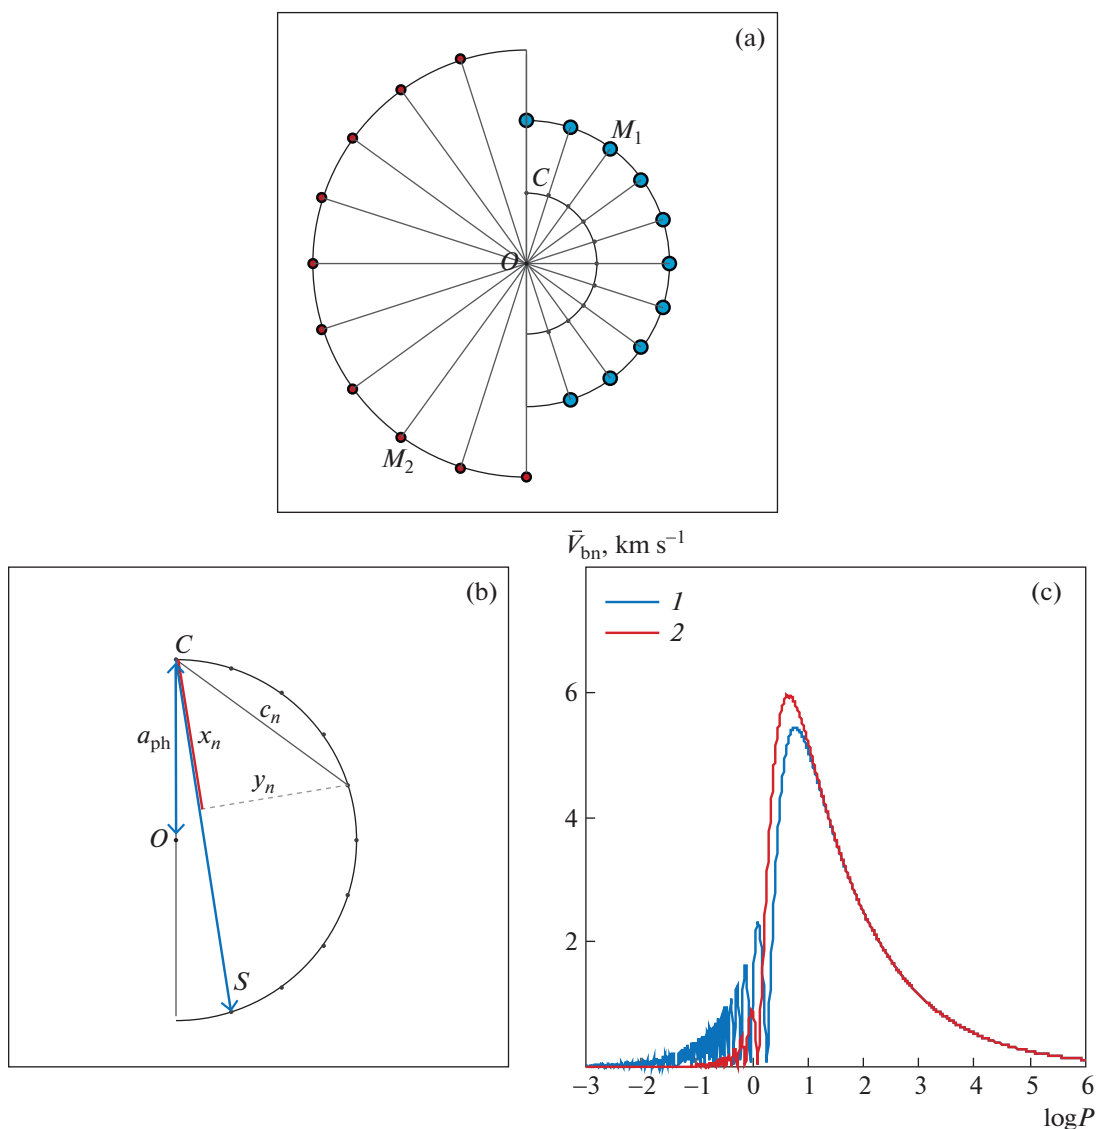 (a)
M₁
C
O
M₂
V̄bn, km s⁻¹
(b)
C
cₙ
aph
xₙ
yₙ
O
S
(c)
1
2
6
4
2
−3 −2 −1 0 1 2 3 4 5 6
logP